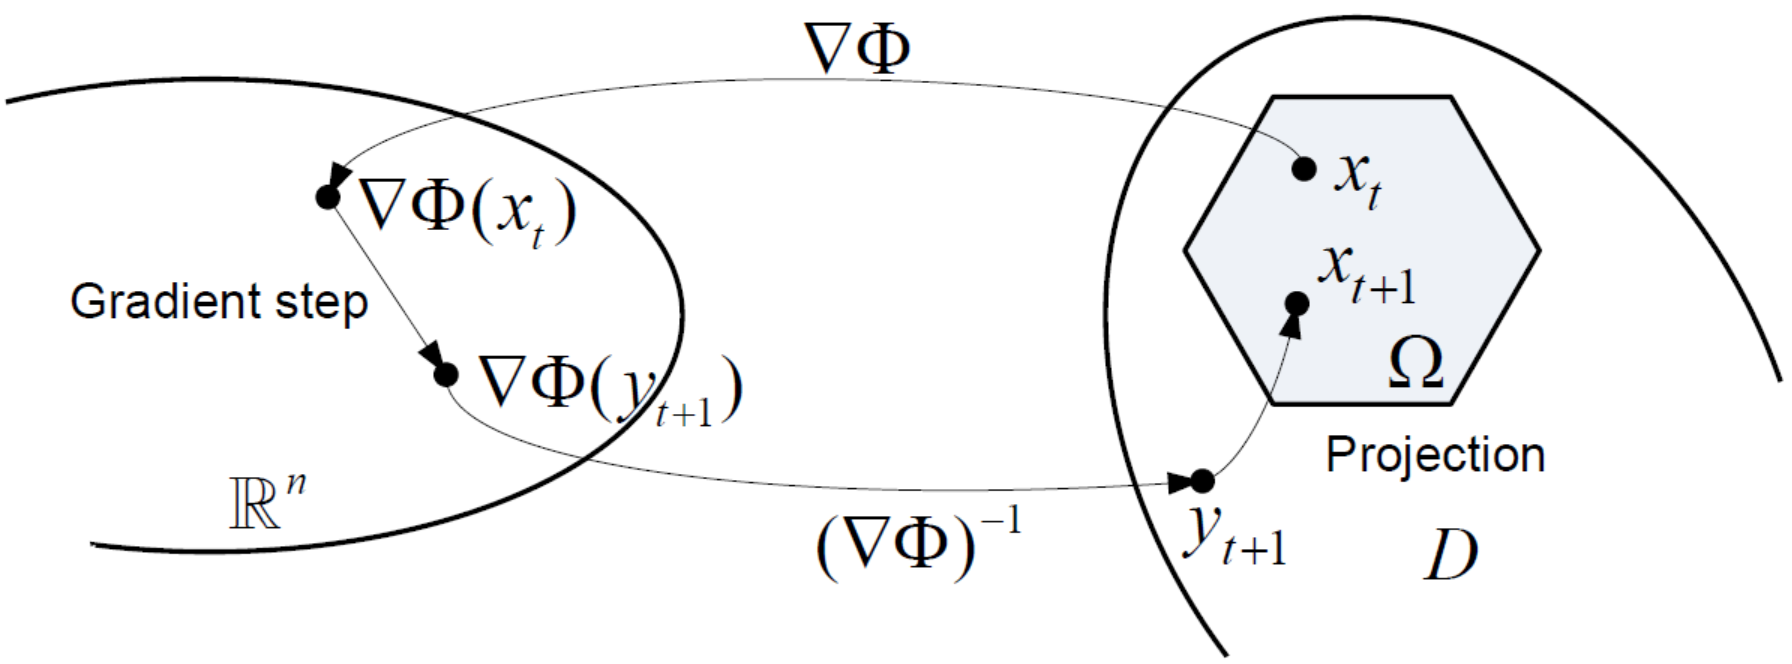 ∇Φ
x_t
∇Φ(x_t)
x_{t+1}
Gradient step
Ω
∇Φ(y_{t+1})
Projection
ℝ^n
(∇Φ)^{-1}
y_{t+1}
D